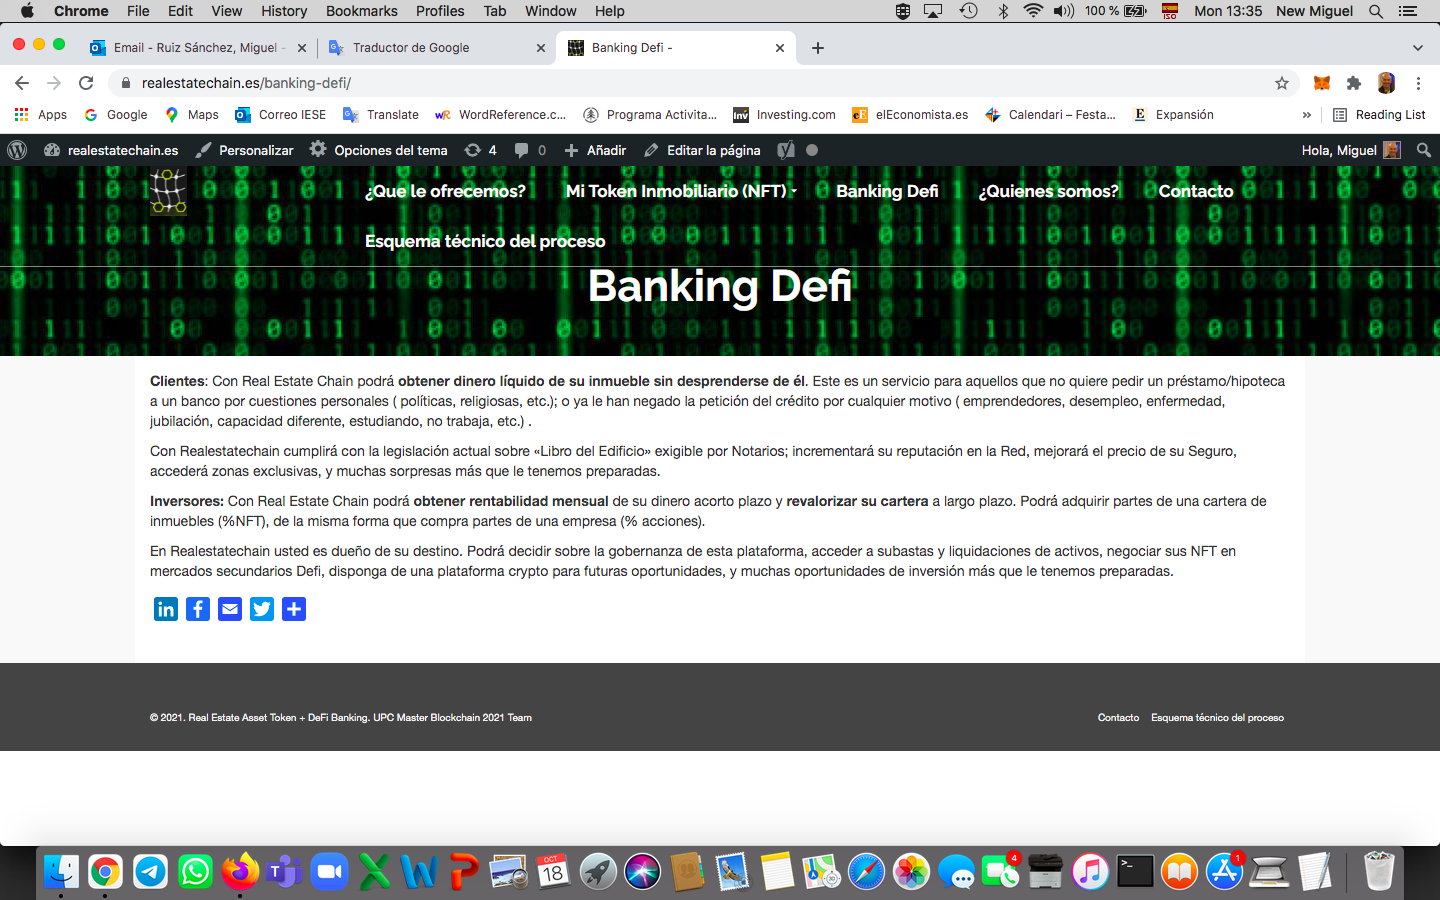 Chrome File Edit View History Bookmarks Profiles Tab Window Help 100 % ISO Mon 13:35 New Miguel
Email - Ruiz Sánchez, Miguel - Traductor de Google Banking Defi -
realestatechain.es/banking-defi/
Apps Google Maps Correo IESE Translate WordReference.c... Programa Activita... Investing.com elEconomista.es Calendari – Festa... Expansión » Reading List
realestatechain.es Personalizar Opciones del tema 4 0 Añadir Editar la página Hola, Miguel
¿Que le ofrecemos? Mi Token Inmobiliario (NFT) Banking Defi ¿Quienes somos? Contacto
Esquema técnico del proceso
Banking Defi
Clientes: Con Real Estate Chain podrá obtener dinero líquido de su inmueble sin desprenderse de él. Este es un servicio para aquellos que no quiere pedir un préstamo/hipoteca
a un banco por cuestiones personales ( políticas, religiosas, etc.); o ya le han negado la petición del crédito por cualquier motivo ( emprendedores, desempleo, enfermedad,
jubilación, capacidad diferente, estudiando, no trabaja, etc.) .
Con Realestatechain cumplirá con la legislación actual sobre «Libro del Edificio» exigible por Notarios; incrementará su reputación en la Red, mejorará el precio de su Seguro,
accederá zonas exclusivas, y muchas sorpresas más que le tenemos preparadas.
Inversores: Con Real Estate Chain podrá obtener rentabilidad mensual de su dinero acorto plazo y revalorizar su cartera a largo plazo. Podrá adquirir partes de una cartera de
inmuebles (%NFT), de la misma forma que compra partes de una empresa (% acciones).
En Realestatechain usted es dueño de su destino. Podrá decidir sobre la gobernanza de esta plataforma, acceder a subastas y liquidaciones de activos, negociar sus NFT en
mercados secundarios Defi, disponga de una plataforma crypto para futuras oportunidades, y muchas oportunidades de inversión más que le tenemos preparadas.
© 2021. Real Estate Asset Token + DeFi Banking. UPC Master Blockchain 2021 Team Contacto Esquema técnico del proceso
OCT
18
4
1